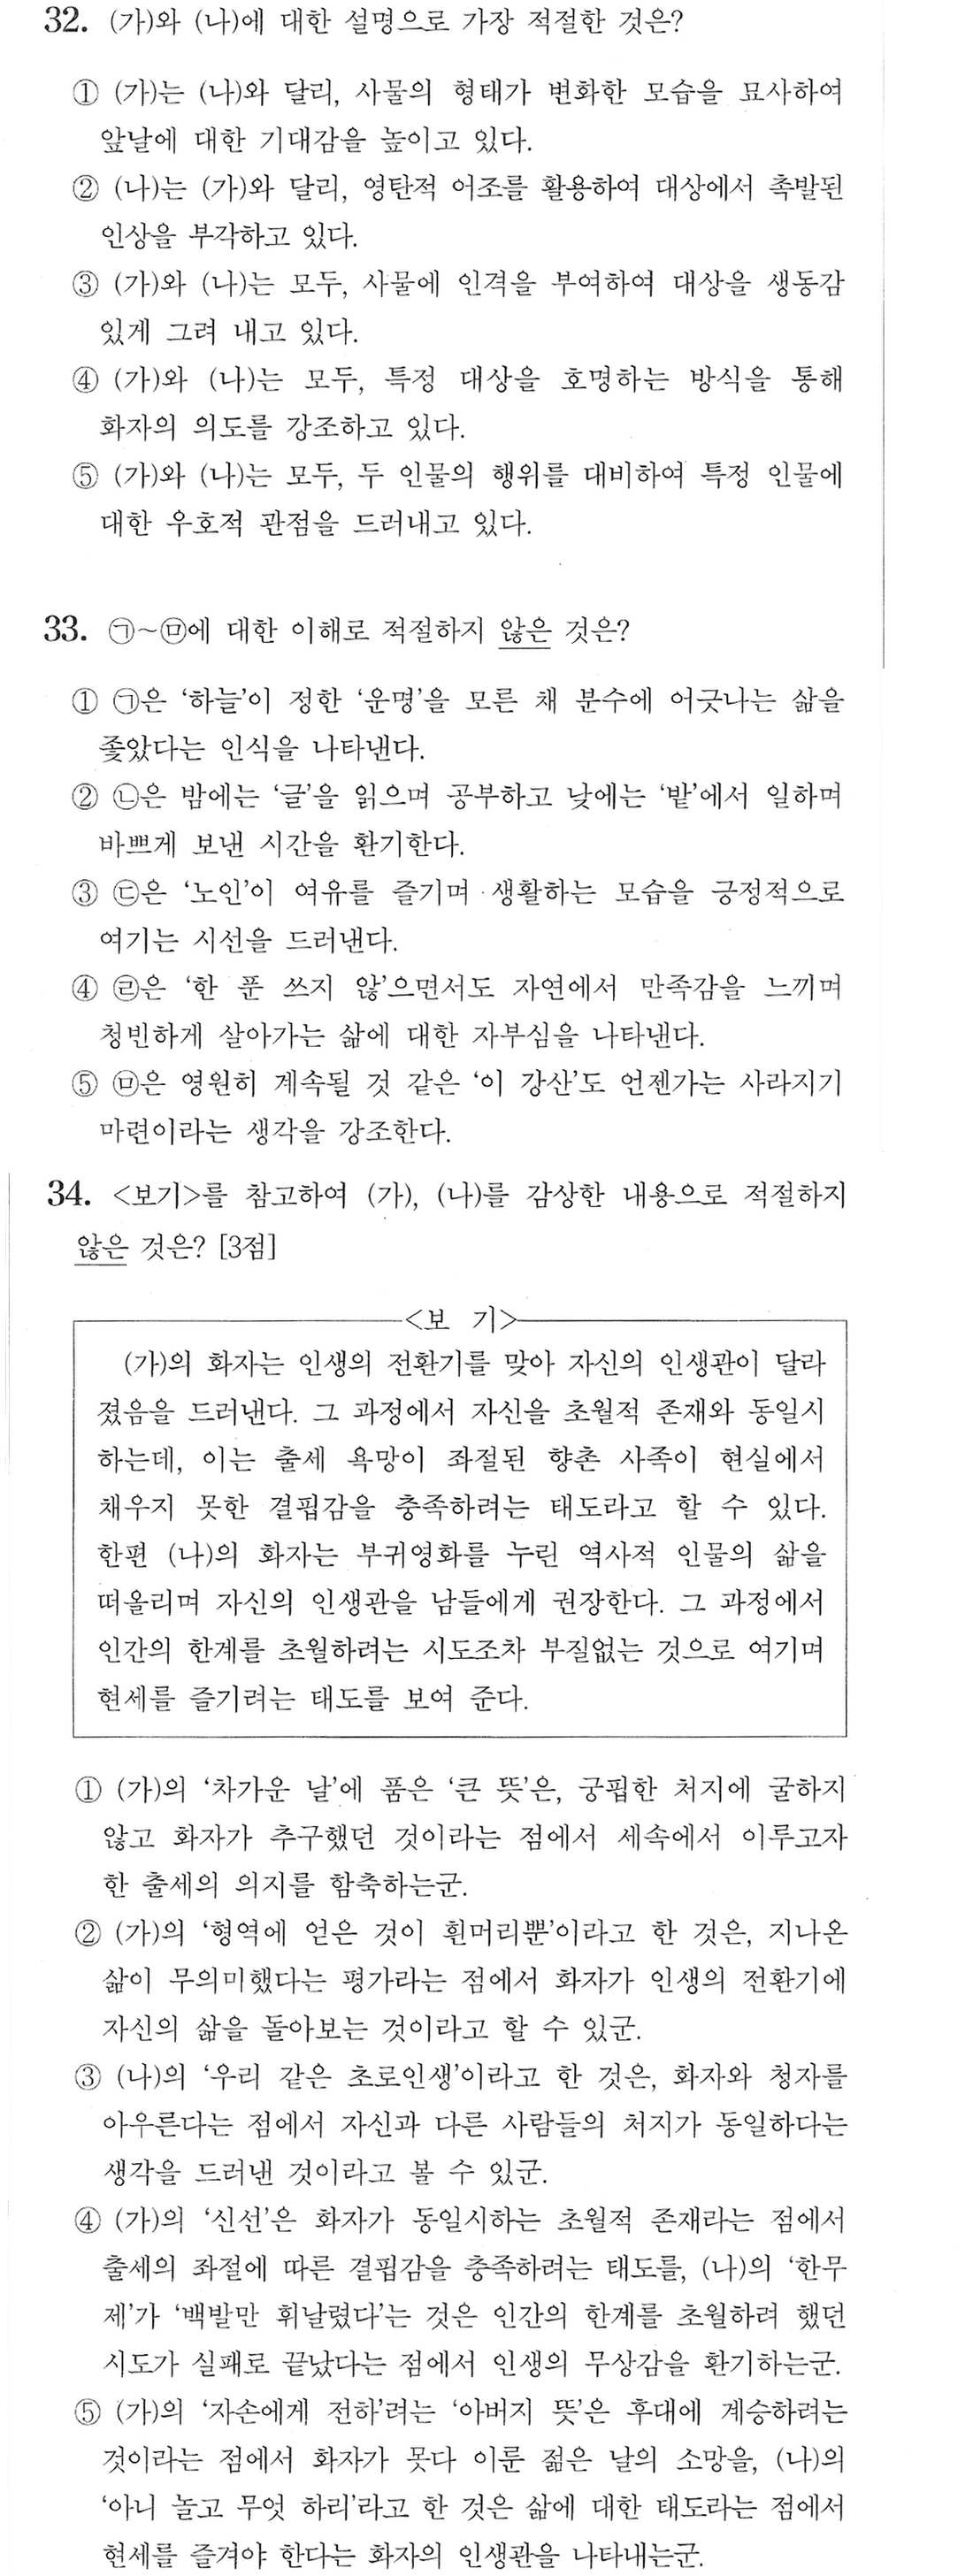 32. (가)와 (나)에 대한 설명으로 가장 적절한 것은?
① (가)는 (나)와 달리, 사물의 형태가 변화한 모습을 묘사하여
앞날에 대한 기대감을 높이고 있다.
② (나)는 (가)와 달리, 영탄적 어조를 활용하여 대상에서 촉발된
인상을 부각하고 있다.
③ (가)와 (나)는 모두, 사물에 인격을 부여하여 대상을 생동감
있게 그려 내고 있다.
④ (가)와 (나)는 모두, 특정 대상을 호명하는 방식을 통해
화자의 의도를 강조하고 있다.
⑤ (가)와 (나)는 모두, 두 인물의 행위를 대비하여 특정 인물에
대한 우호적 관점을 드러내고 있다.
33. ㉠~㉤에 대한 이해로 적절하지 않은 것은?
① ㉠은 ‘하늘’이 정한 ‘운명’을 모른 채 분수에 어긋나는 삶을
좇았다는 인식을 나타낸다.
② ㉡은 밤에는 ‘글’을 읽으며 공부하고 낮에는 ‘밭’에서 일하며
바쁘게 보낸 시간을 환기한다.
③ ㉢은 ‘노인’이 여유를 즐기며 생활하는 모습을 긍정적으로
여기는 시선을 드러낸다.
④ ㉣은 ‘한 푼 쓰지 않’으면서도 자연에서 만족감을 느끼며
청빈하게 살아가는 삶에 대한 자부심을 나타낸다.
⑤ ㉤은 영원히 계속될 것 같은 ‘이 강산’도 언젠가는 사라지기
마련이라는 생각을 강조한다.
34. <보기>를 참고하여 (가), (나)를 감상한 내용으로 적절하지
않은 것은? [3점]
<보 기>
(가)의 화자는 인생의 전환기를 맞아 자신의 인생관이 달라
졌음을 드러낸다. 그 과정에서 자신을 초월적 존재와 동일시
하는데, 이는 출세 욕망이 좌절된 향촌 사족이 현실에서
채우지 못한 결핍감을 충족하려는 태도라고 할 수 있다.
한편 (나)의 화자는 부귀영화를 누린 역사적 인물의 삶을
떠올리며 자신의 인생관을 남들에게 권장한다. 그 과정에서
인간의 한계를 초월하려는 시도조차 부질없는 것으로 여기며
현세를 즐기려는 태도를 보여 준다.
① (가)의 ‘차가운 날’에 품은 ‘큰 뜻’은, 궁핍한 처지에 굴하지
않고 화자가 추구했던 것이라는 점에서 세속에서 이루고자
한 출세의 의지를 함축하는군.
② (가)의 ‘형역에 얻은 것이 흰머리뿐’이라고 한 것은, 지나온
삶이 무의미했다는 평가라는 점에서 화자가 인생의 전환기에
자신의 삶을 돌아보는 것이라고 할 수 있군.
③ (나)의 ‘우리 같은 초로인생’이라고 한 것은, 화자와 청자를
아우른다는 점에서 자신과 다른 사람들의 처지가 동일하다는
생각을 드러낸 것이라고 볼 수 있군.
④ (가)의 ‘신선’은 화자가 동일시하는 초월적 존재라는 점에서
출세의 좌절에 따른 결핍감을 충족하려는 태도를, (나)의 ‘한무
제’가 ‘백발만 휘날렸다’는 것은 인간의 한계를 초월하려 했던
시도가 실패로 끝났다는 점에서 인생의 무상감을 환기하는군.
⑤ (가)의 ‘자손에게 전하’려는 ‘아버지 뜻’은 후대에 계승하려는
것이라는 점에서 화자가 못다 이룬 젊은 날의 소망을, (나)의
‘아니 놀고 무엇 하리’라고 한 것은 삶에 대한 태도라는 점에서
현세를 즐겨야 한다는 화자의 인생관을 나타내는군.